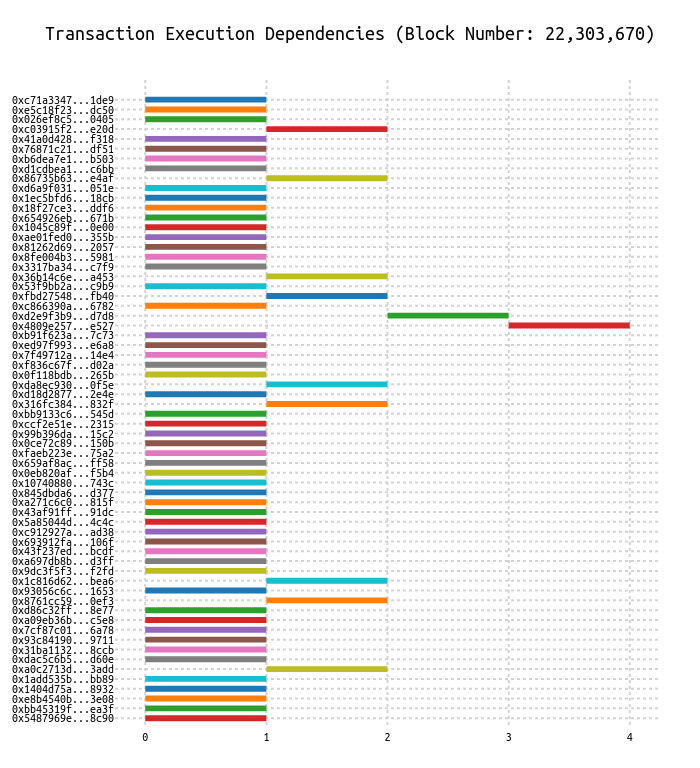 Transaction Execution Dependencies (Block Number: 22,303,670)
0xc71a3347...1de9
0xe5c18f23...dc50
0x026ef8c5...0405
0xc03915f2...e20d
0x41a0d428...f318
0x76871c21...df51
0xb6dea7e1...b503
0xd1cdbea1...c6bb
0x86735b63...e4af
0xd6a9f031...051e
0x1ec5bfd6...18cb
0x18f27ce3...ddf6
0x654926eb...671b
0x1045c89f...0e00
0xae01fed0...355b
0x81262d69...2057
0x8fe004b3...5981
0x3317ba34...c7f9
0x36b14c6e...a453
0x53f9bb2a...c9b9
0xfbd27548...fb40
0xc866390a...6782
0xd2e9f3b9...d7d8
0x4809e257...e527
0xb91f623a...7c73
0xed97f993...e6a8
0x7f49712a...14e4
0xf836c67f...d02a
0x0f118bdb...265b
0xda8ec930...0f5e
0xd18d2877...2e4e
0x316fc384...832f
0xbb9133c6...545d
0xccf2e51e...2315
0x99b396da...15c2
0x0ce72c89...150b
0xfaeb223e...75a2
0x659af8ac...ff58
0x0eb820af...f5b4
0x10740880...743c
0x845dbda6...d377
0xa271c6c0...815f
0x43af91ff...91dc
0x5a85044d...4c4c
0xc912927a...ad38
0x693912fa...106f
0x43f237ed...bcdf
0xa697db8b...d3ff
0x9dc3f5f3...f2fd
0x1c816d62...bea6
0x93056c6c...1653
0x8761cc59...0ef3
0xd86c32ff...8e77
0xa09eb36b...c5e8
0x7cf87c01...6a78
0x93c84190...9711
0x31ba1132...8ccb
0xdac5c6b5...d60e
0xa0c2713d...3add
0x1add535b...bb89
0x1404d75a...8932
0xe8b4540b...3e08
0xbb45319f...ea3f
0x5487969e...8c90
0 1 2 3 4